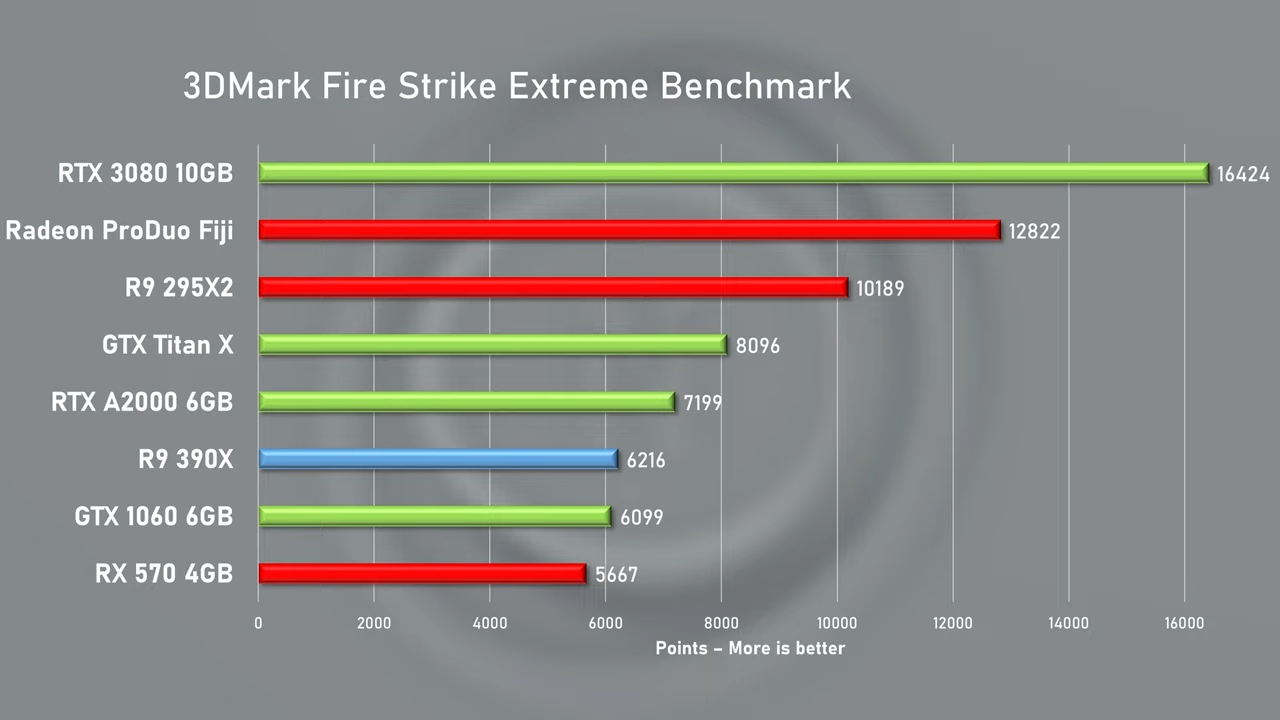 3DMark Fire Strike Extreme Benchmark
RTX 3080 10GB 16424
Radeon ProDuo Fiji 12822
R9 295X2 10189
GTX Titan X 8096
RTX A2000 6GB 7199
R9 390X 6216
GTX 1060 6GB 6099
RX 570 4GB 5667
0 2000 4000 6000 8000 10000 12000 14000 16000
Points – More is better